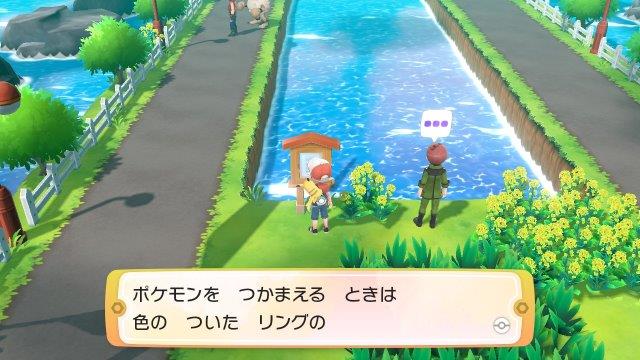 ポケモンを　つかまえる　ときは
色の　ついた　リングの